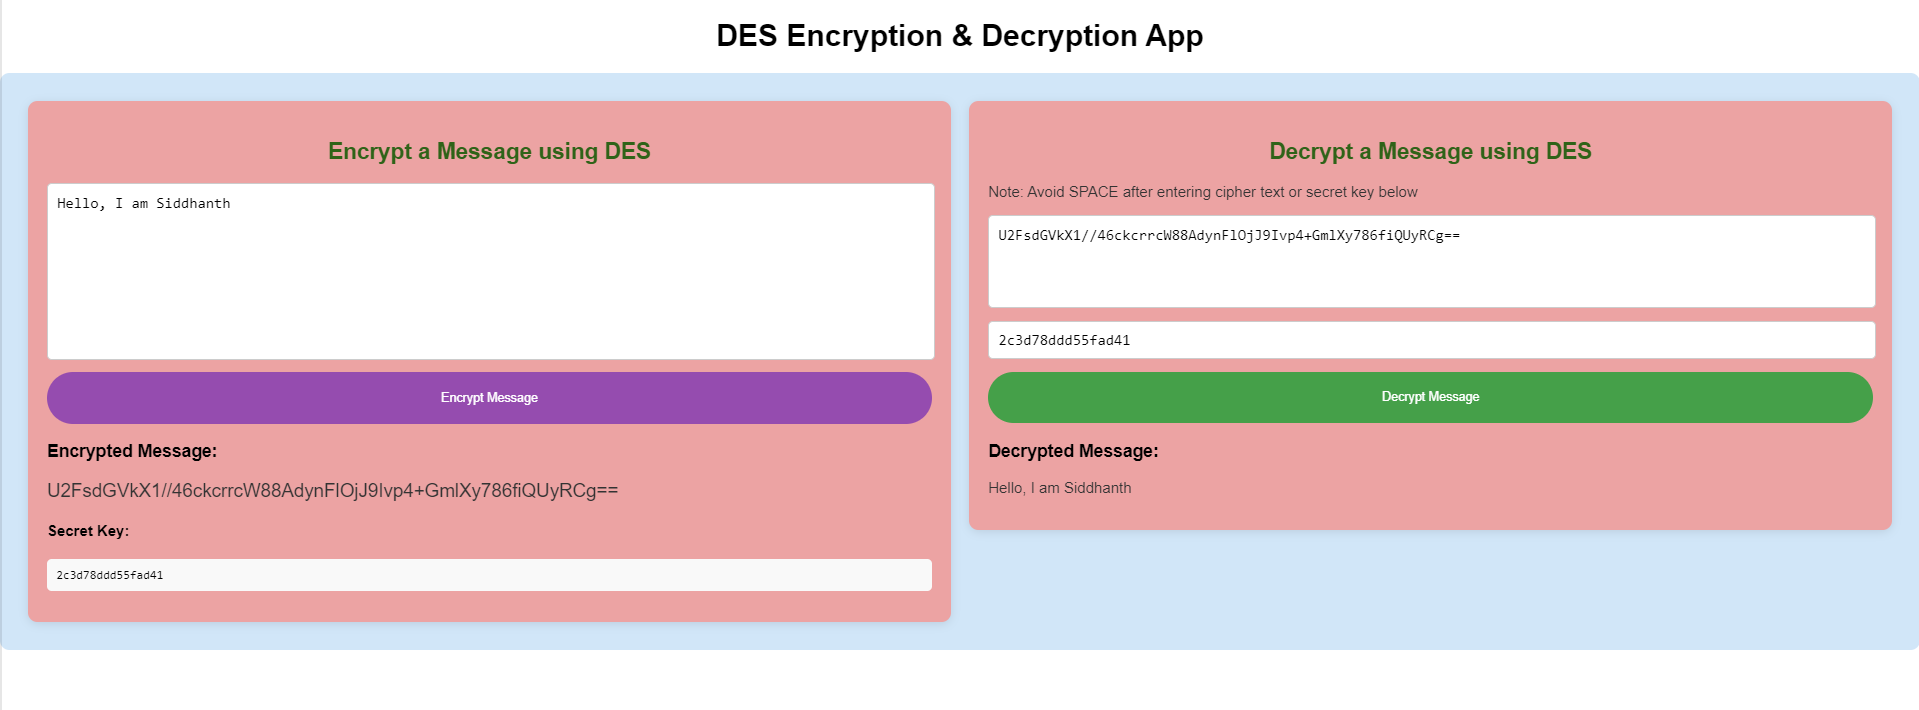 DES Encryption & Decryption App
Encrypt a Message using DES
Hello, I am Siddhanth
Encrypt Message
Encrypted Message:
U2FsdGVkX1//46ckcrrcW88AdynFlOjJ9Ivp4+GmlXy786fiQUyRCg==
Secret Key:
2c3d78ddd55fad41
Decrypt a Message using DES
Note: Avoid SPACE after entering cipher text or secret key below
U2FsdGVkX1//46ckcrrcW88AdynFlOjJ9Ivp4+GmlXy786fiQUyRCg==
2c3d78ddd55fad41
Decrypt Message
Decrypted Message:
Hello, I am Siddhanth